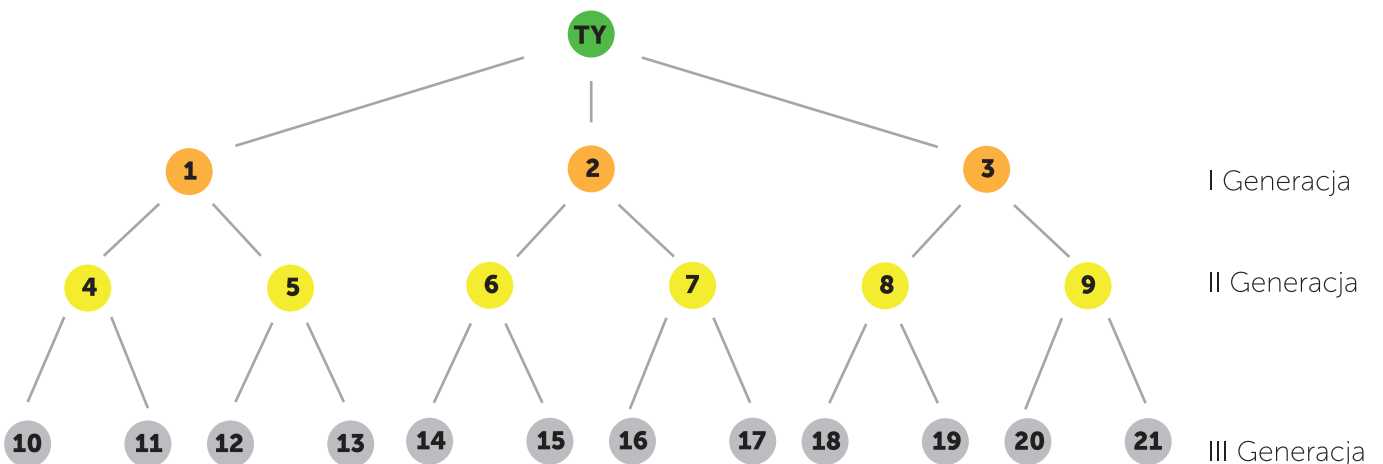 TY
1 2 3 I Generacja
4 5 6 7 8 9 II Generacja
10 11 12 13 14 15 16 17 18 19 20 21 III Generacja